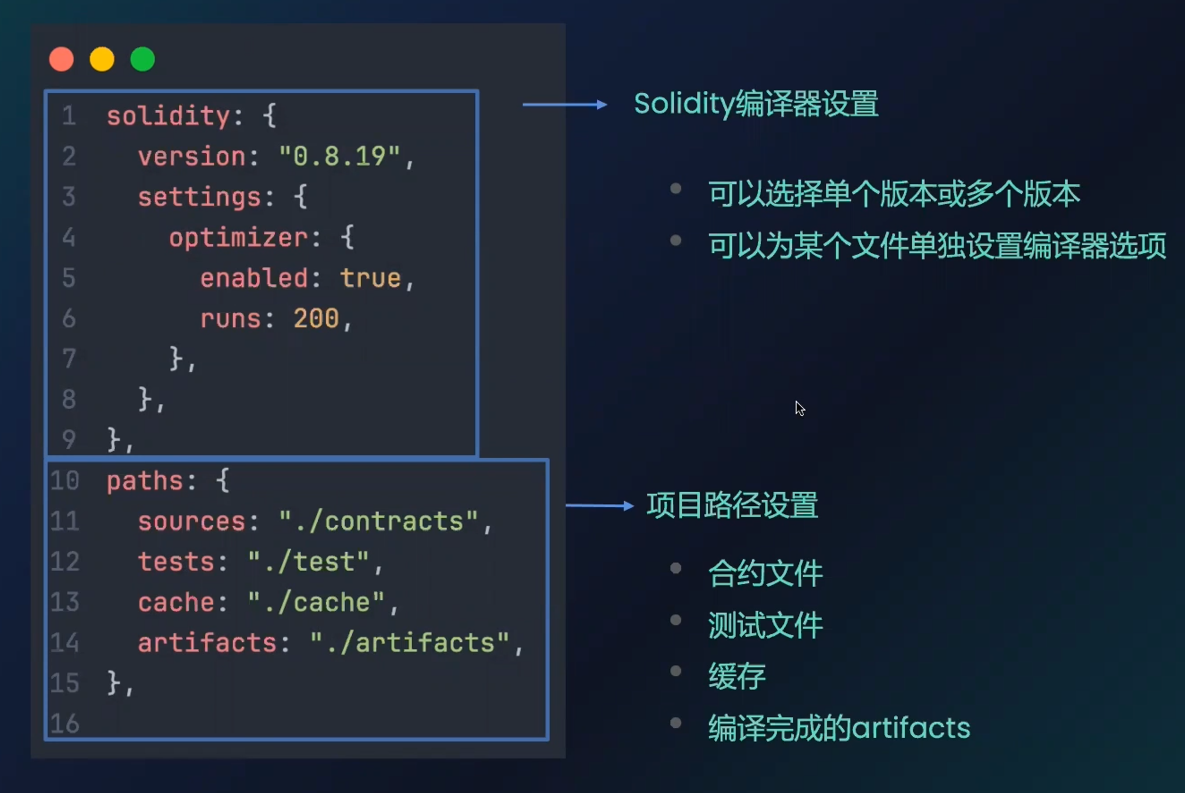 1 solidity: {
2   version: "0.8.19",
3   settings: {
4     optimizer: {
5       enabled: true,
6       runs: 200,
7     },
8   },
9 },
10 paths: {
11   sources: "./contracts",
12   tests: "./test",
13   cache: "./cache",
14   artifacts: "./artifacts",
15 },
16
Solidity编译器设置
可以选择单个版本或多个版本
可以为某个文件单独设置编译器选项
项目路径设置
合约文件
测试文件
缓存
编译完成的artifacts